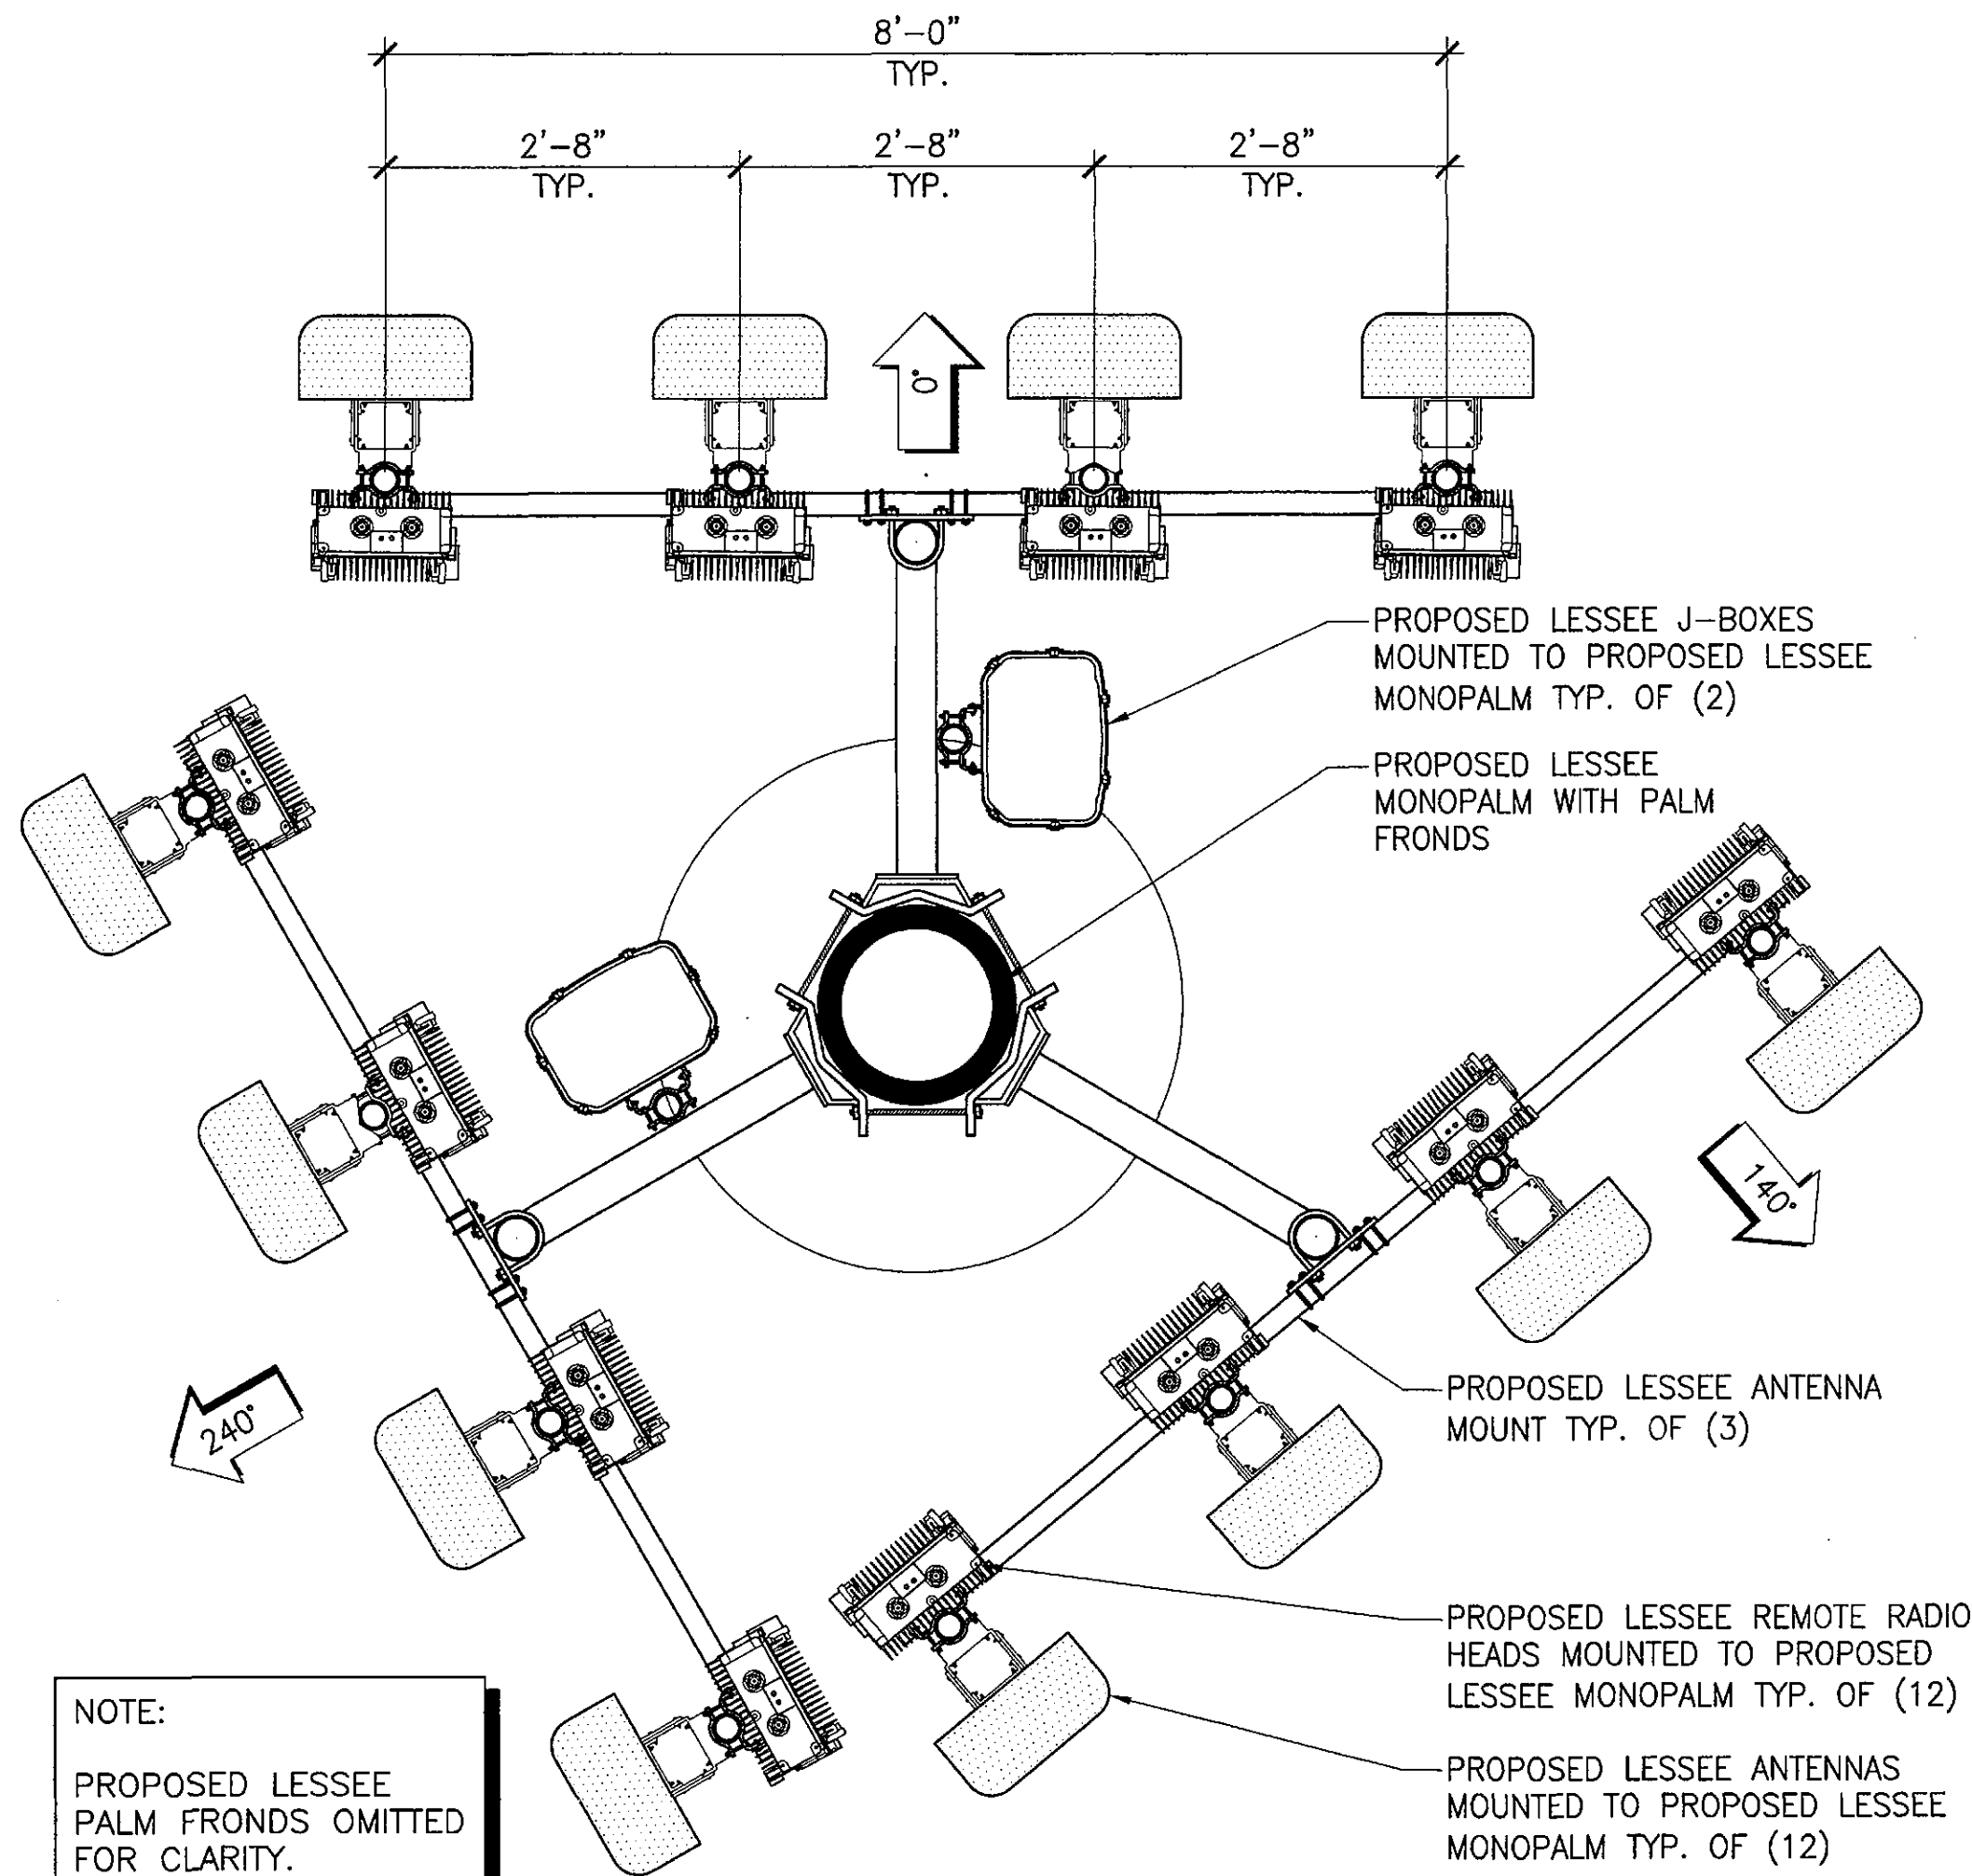 8'-0"
TYP.
2'-8"
TYP.
2'-8"
TYP.
2'-8"
TYP.
0°
PROPOSED LESSEE J-BOXES
MOUNTED TO PROPOSED LESSEE
MONOPALM TYP. OF (2)
PROPOSED LESSEE
MONOPALM WITH PALM
FRONDS
140°
240°
PROPOSED LESSEE ANTENNA
MOUNT TYP. OF (3)
PROPOSED LESSEE REMOTE RADIO
HEADS MOUNTED TO PROPOSED
LESSEE MONOPALM TYP. OF (12)
PROPOSED LESSEE ANTENNAS
MOUNTED TO PROPOSED LESSEE
MONOPALM TYP. OF (12)
NOTE:
PROPOSED LESSEE
PALM FRONDS OMITTED
FOR CLARITY.